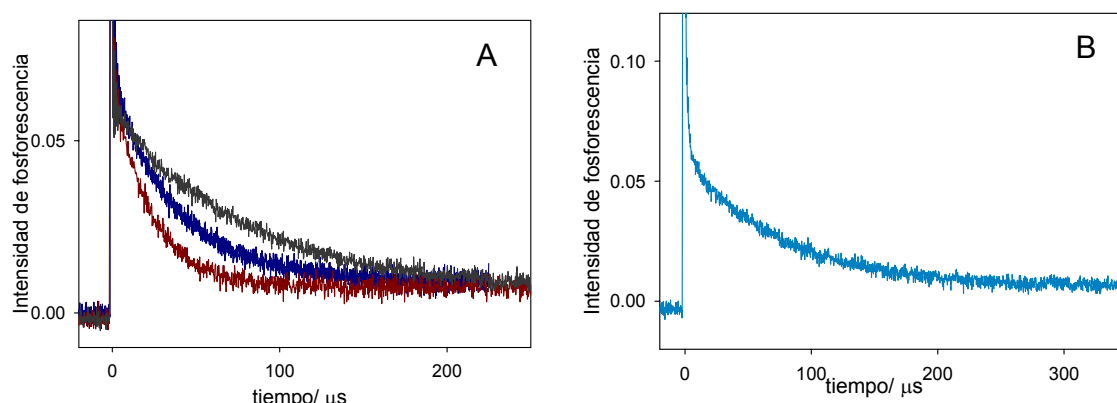 A
Intensidad de fosforescencia
0.05
0.00
0
100
200
tiempo/ μs
B
Intensidad de fosforescencia
0.10
0.05
0.00
0
100
200
300
tiempo/ μs